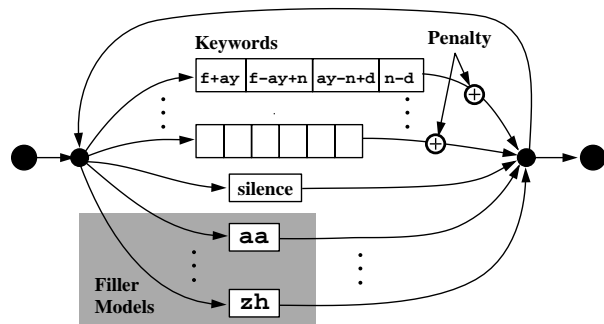 Keywords
Penalty
f+ay f-ay+n ay-n+d n-d
silence
aa
Filler
Models
zh